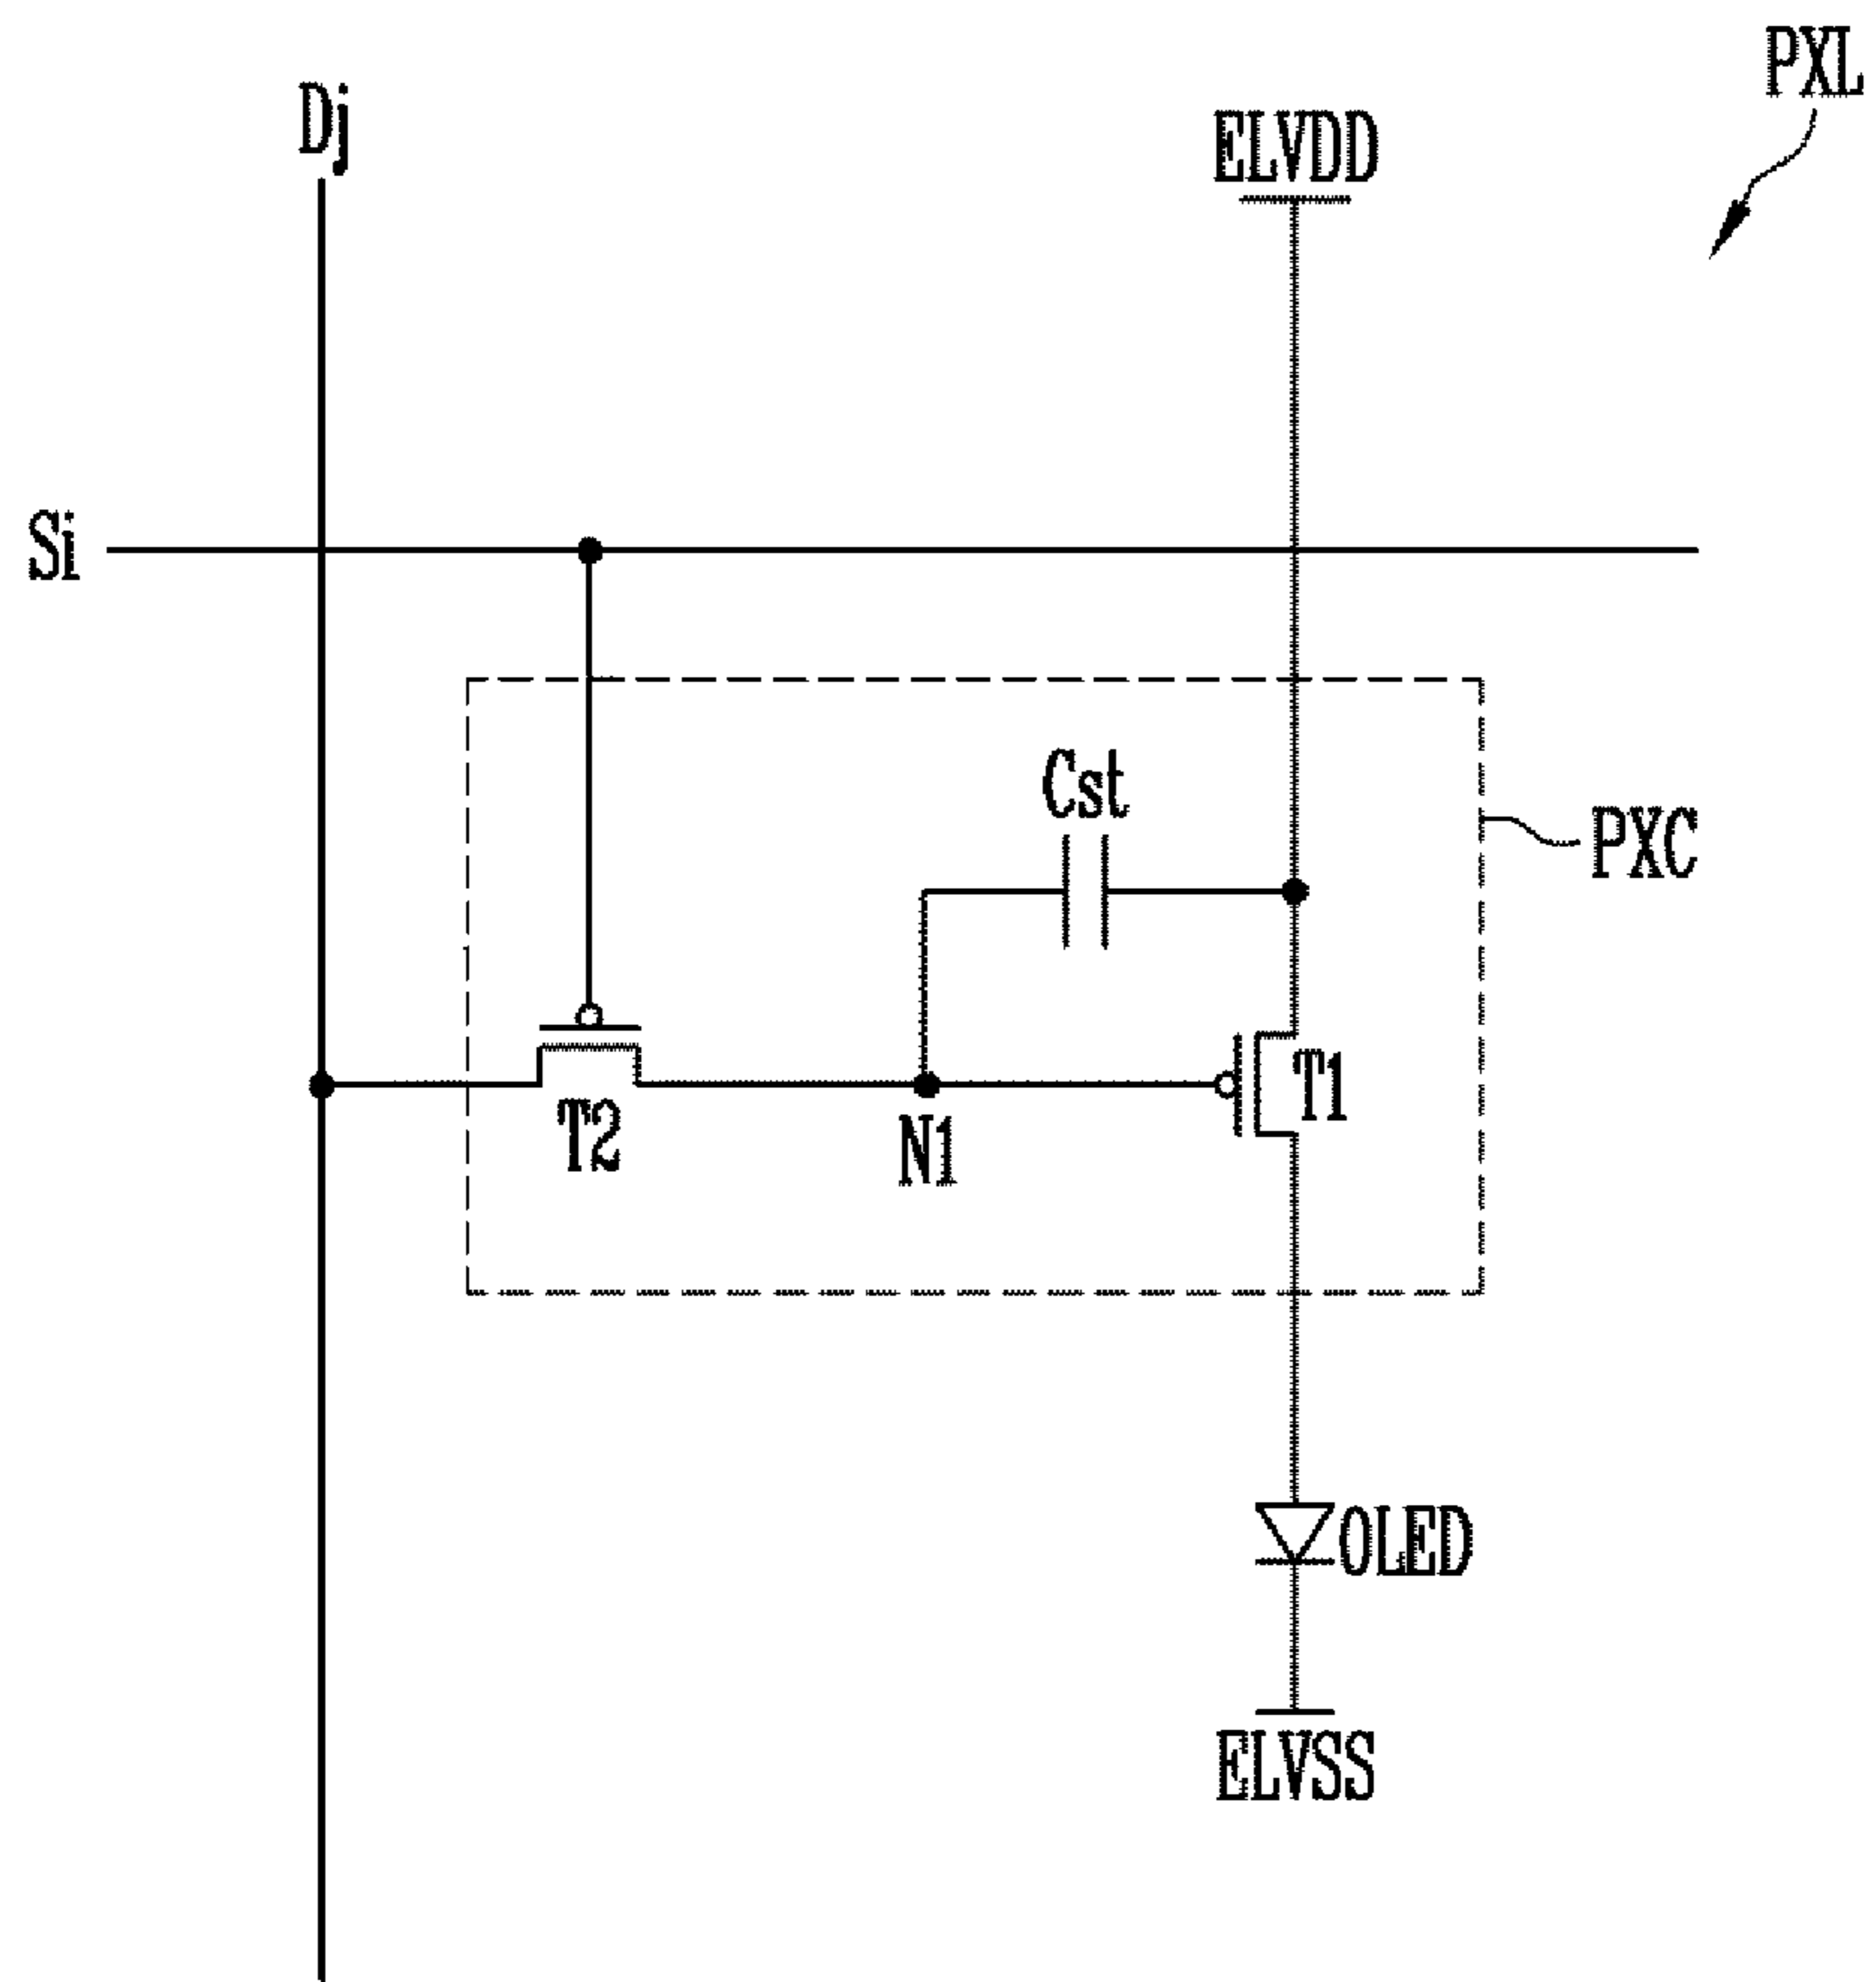 PXL
Dj
ELVDD
Si
Cst
PXC
T1
T2
N1
OLED
ELVSS